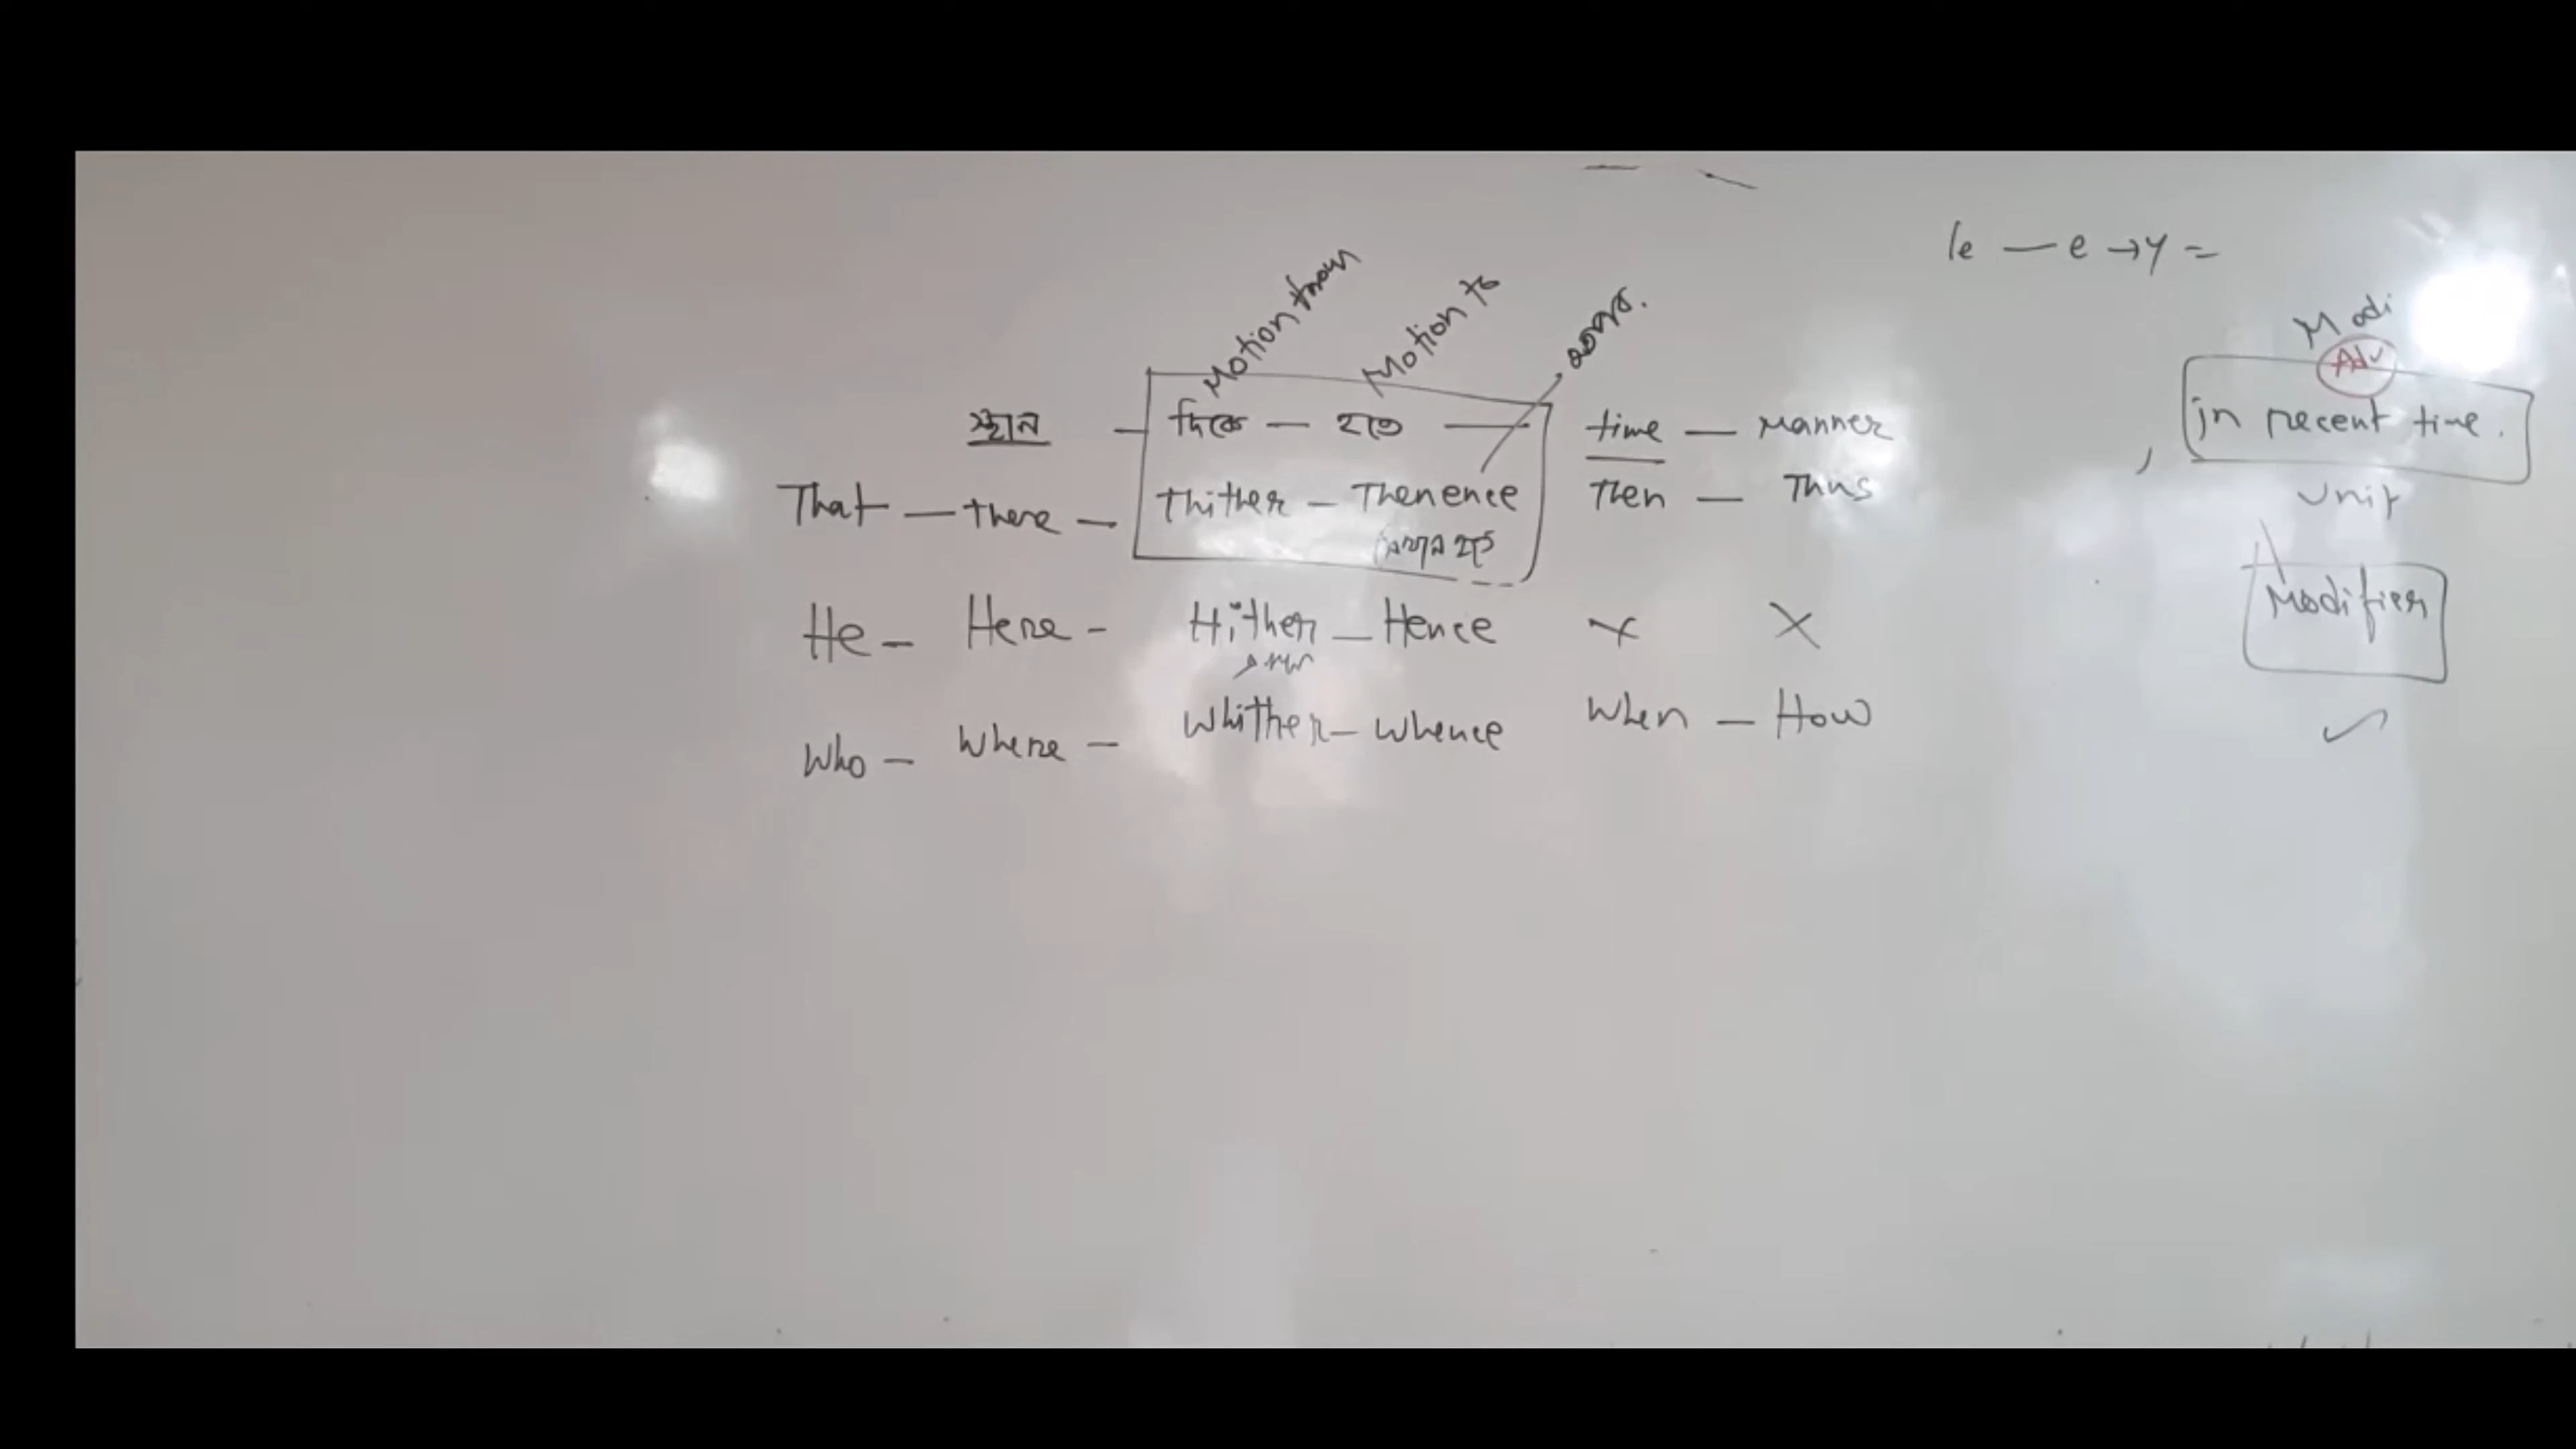 le — e → y =
Motion from
Motion to
Modi
Adv
স্থান — দিকে — হতে — time — Manner
in recent time.
That — there — Thither — Thenence Then — Thus
Unit
সেখান হতে
Modifier
He — Here - Hither — Hence × ×
Who — Where — Whither — Whence When — How